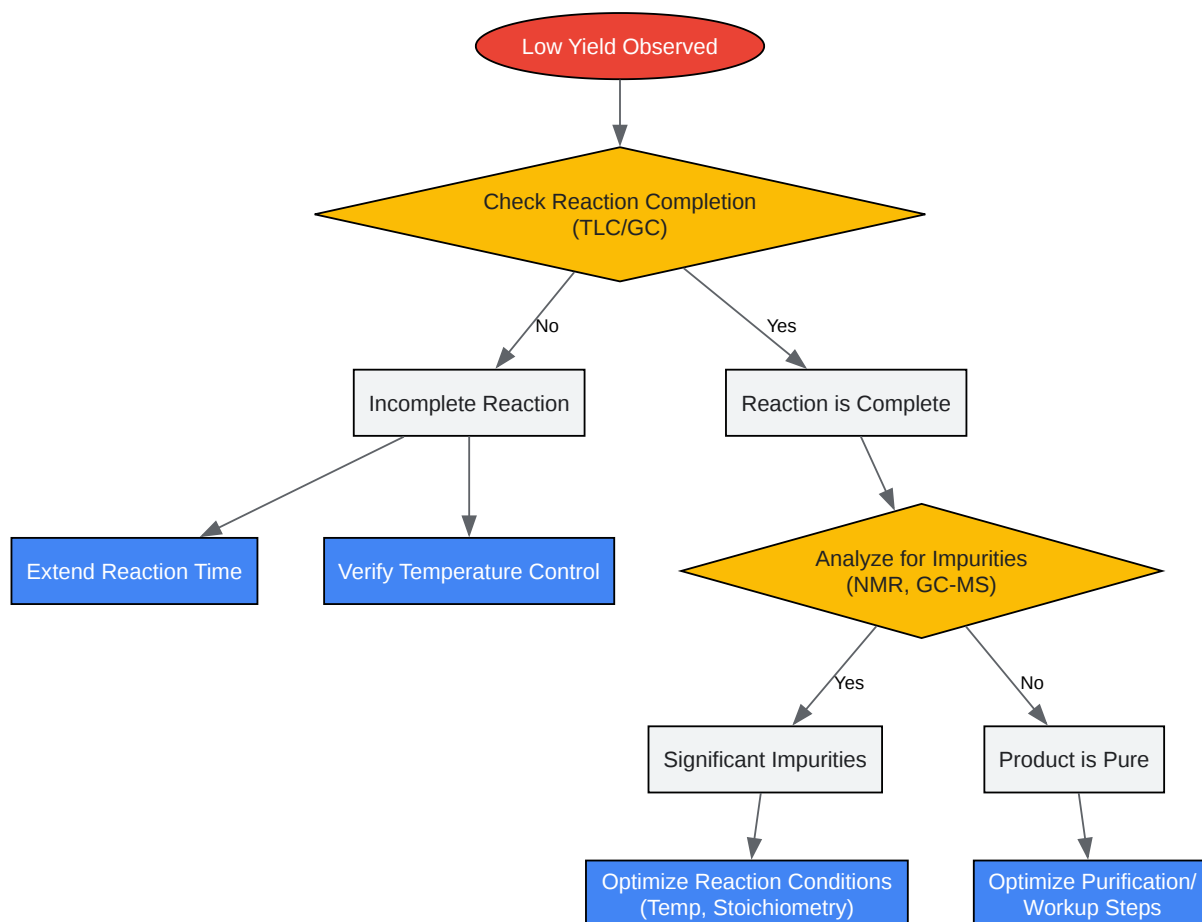 Low Yield Observed
Check Reaction Completion
(TLC/GC)
No
Yes
Incomplete Reaction
Reaction is Complete
Extend Reaction Time
Verify Temperature Control
Analyze for Impurities
(NMR, GC-MS)
Yes
No
Significant Impurities
Product is Pure
Optimize Reaction Conditions
(Temp, Stoichiometry)
Optimize Purification/
Workup Steps